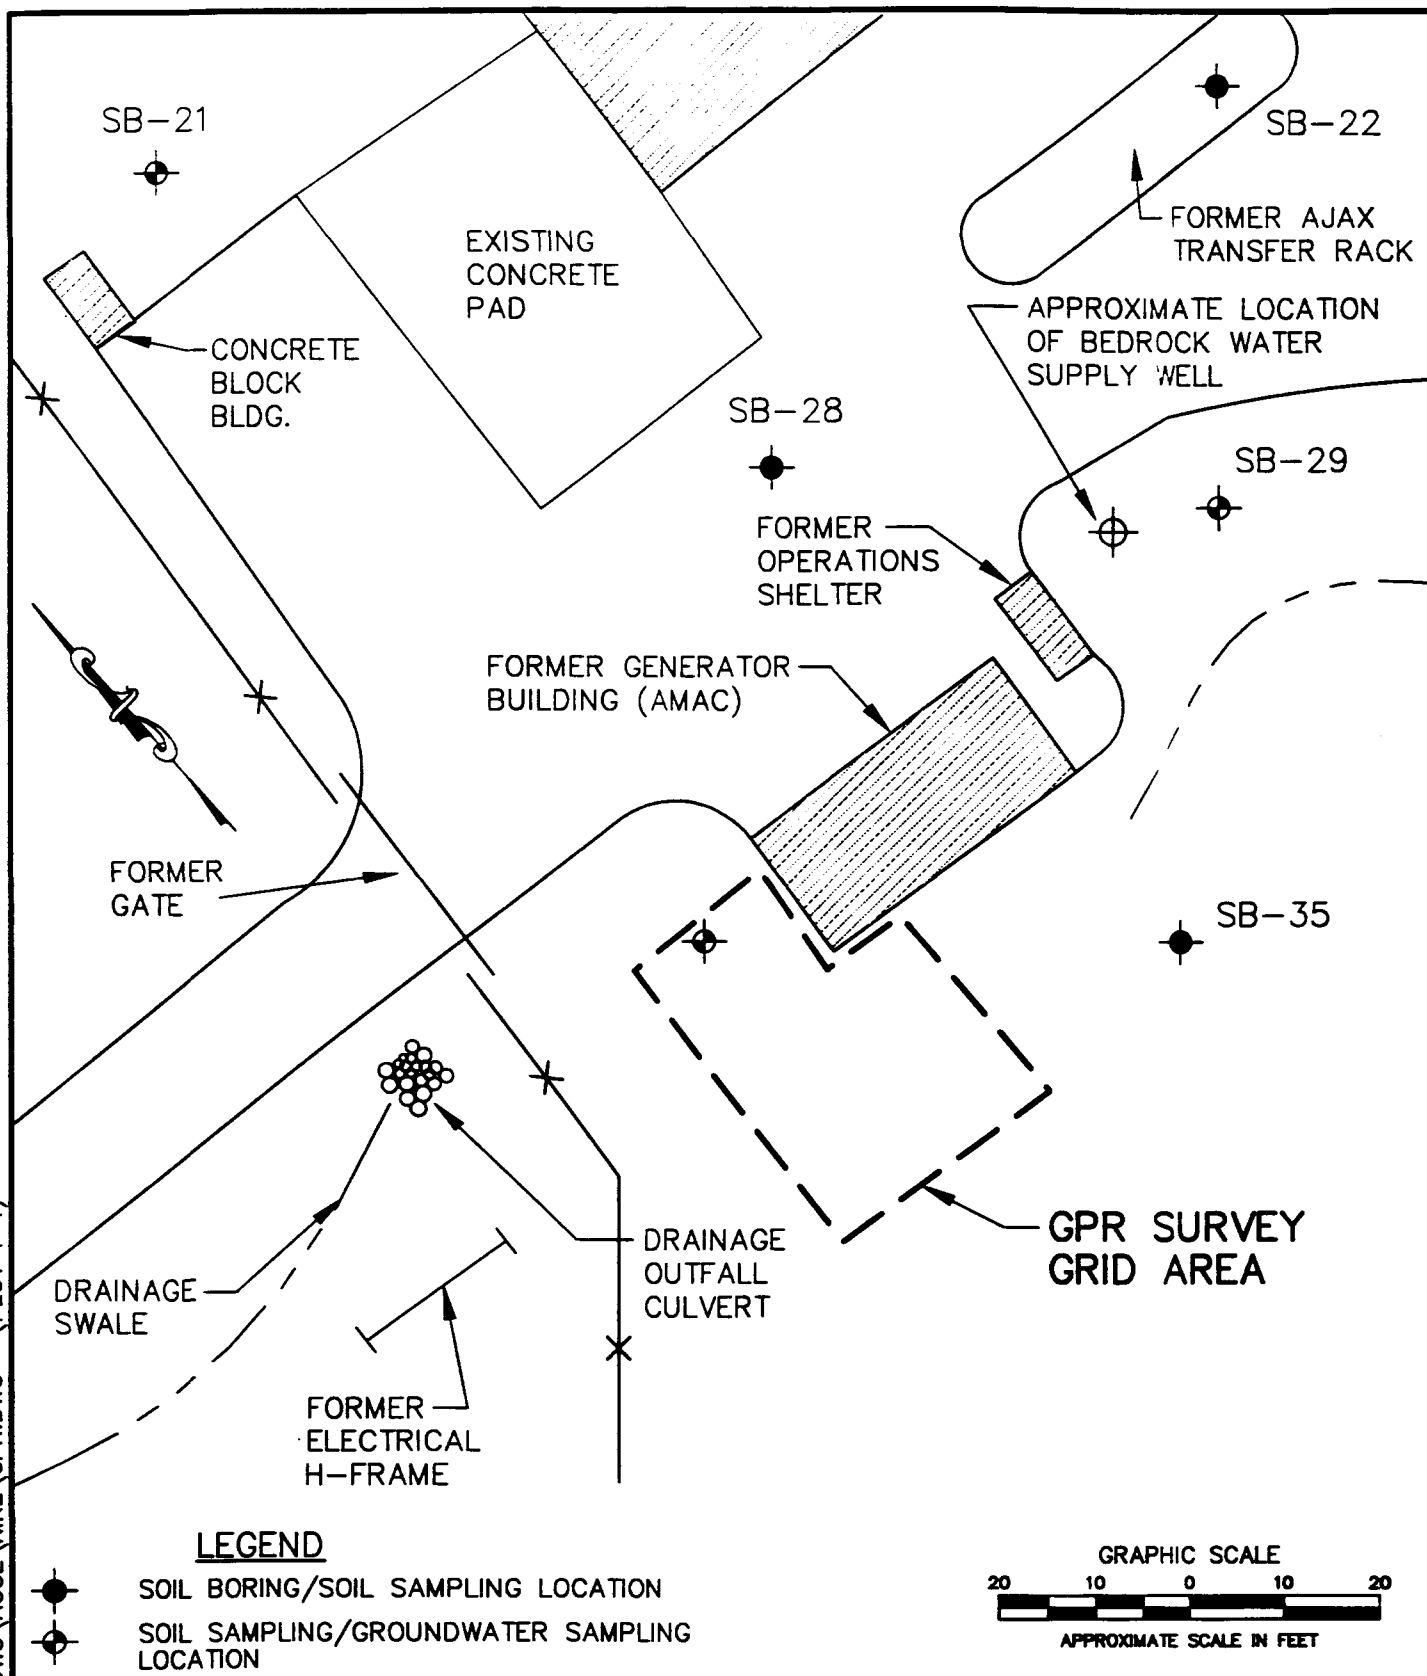 SB-21
SB-22
FORMER AJAX
TRANSFER RACK
EXISTING
CONCRETE
PAD
APPROXIMATE LOCATION
OF BEDROCK WATER
SUPPLY WELL
CONCRETE
BLOCK
BLDG.
SB-28
SB-29
FORMER
OPERATIONS
SHELTER
FORMER GENERATOR
BUILDING (AMAC)
FORMER
GATE
SB-35
GPR SURVEY
GRID AREA
DRAINAGE
OUTFALL
CULVERT
DRAINAGE
SWALE
FORMER
ELECTRICAL
H-FRAME
LEGEND
SOIL BORING/SOIL SAMPLING LOCATION
SOIL SAMPLING/GROUNDWATER SAMPLING
LOCATION
GRAPHIC SCALE
20 10 0 10 20
APPROXIMATE SCALE IN FEET